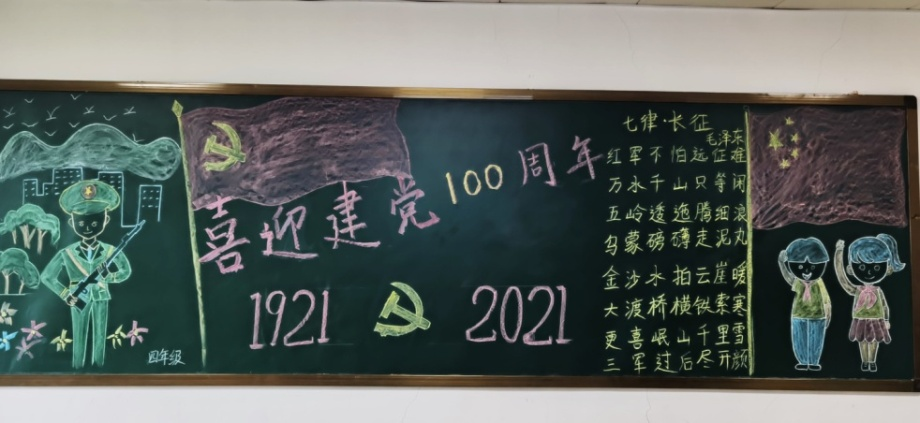 喜迎建党100周年
1921 2021
四年级
七律·长征
毛泽东
红军不怕远征难
万水千山只等闲
五岭逶迤腾细浪
乌蒙磅礴走泥丸
金沙水拍云崖暖
大渡桥横铁索寒
更喜岷山千里雪
三军过后尽开颜